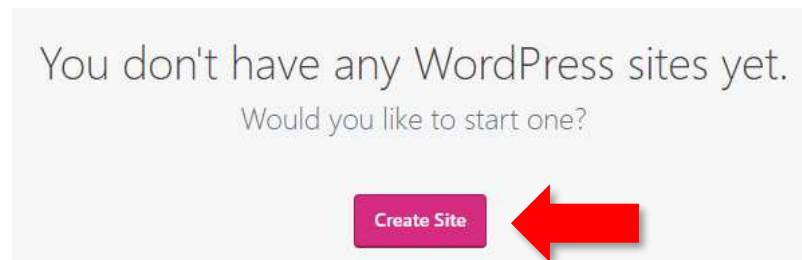 You don't have any WordPress sites yet.
Would you like to start one?
Create Site